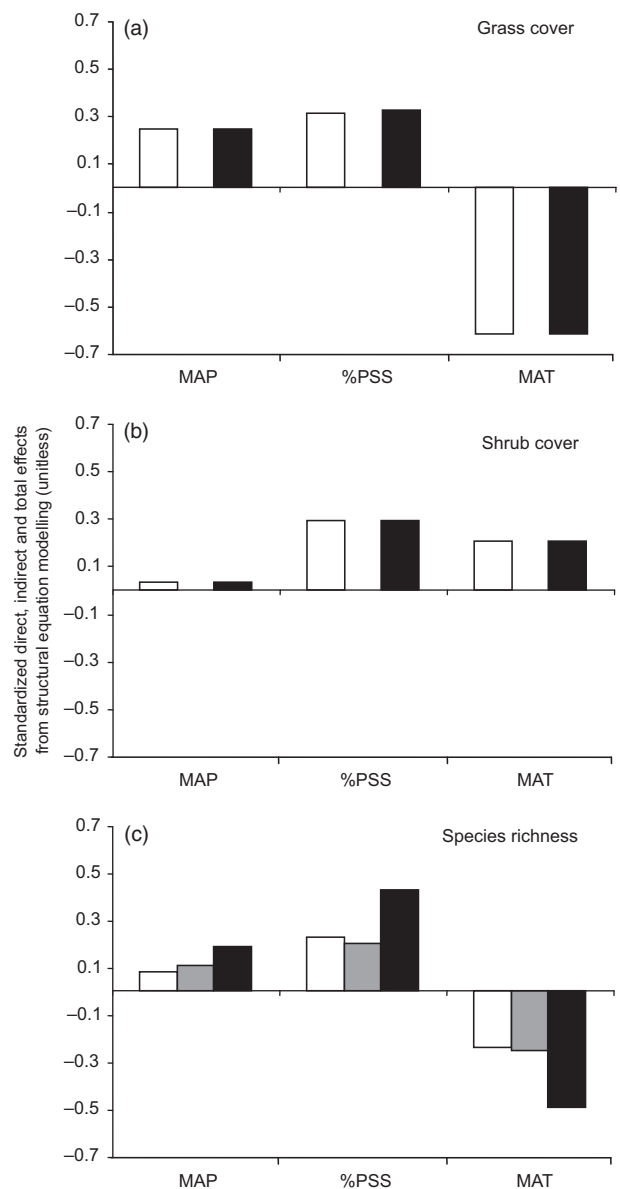 (a)
Grass cover
0.7
0.5
0.3
0.1
−0.1
−0.3
−0.5
−0.7
MAP %PSS MAT
Standardized direct, indirect and total effects
from structural equation modelling (unitless)
(b)
Shrub cover
0.7
0.5
0.3
0.1
−0.1
−0.3
−0.5
−0.7
MAP %PSS MAT
(c)
Species richness
0.7
0.5
0.3
0.1
−0.1
−0.3
−0.5
−0.7
MAP %PSS MAT